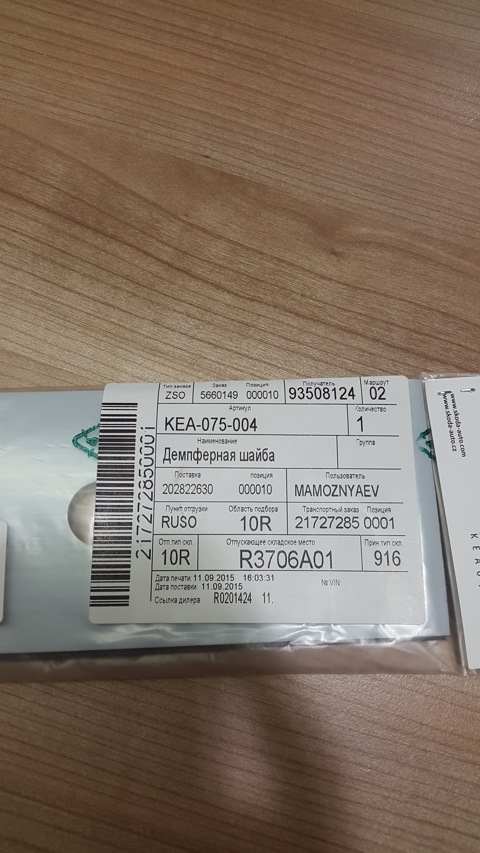 Тип заказа Заказ Позиция Получатель Маршрут
ZSO 5660149 000010 93508124 02
Артикул Количество
KEA-075-004 1
Наименование Группа
Демпферная шайба
Поставка позиция Пользователь
202822630 000010 MAMOZNYAEV
Пункт отгрузки Область подбора Транспортный заказ Позиция
RUSO 10R 21727285 0001
Отп.тип скл. Отпускающее складское место Прин.тип скл.
10R R3706A01 916
Дата печати 11.09.2015 16:03:31
Дата поставки 11.09.2015 № VIN:
Ссылка дилера R0201424 11.
www.skoda-auto.com
www.skoda-auto.cz